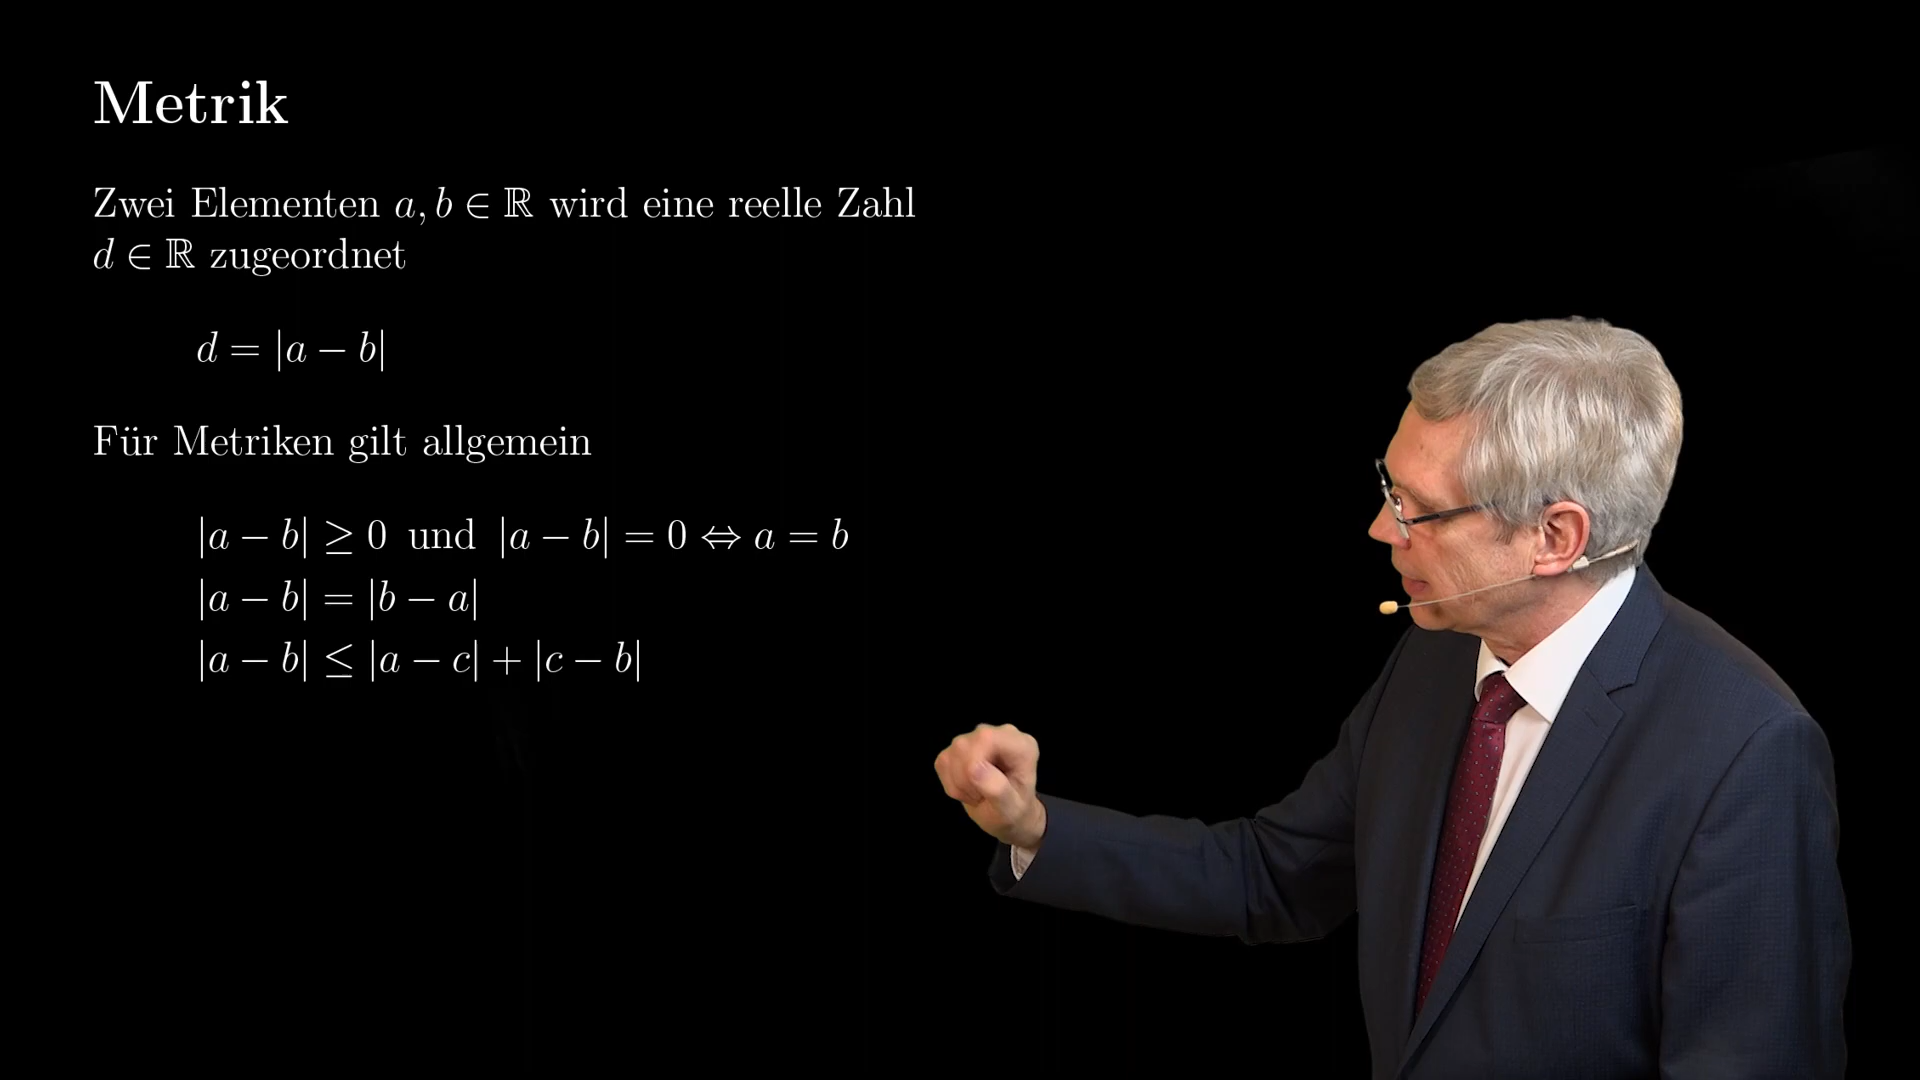 Metrik
Zwei Elementen a, b ∈ ℝ wird eine reelle Zahl
d ∈ ℝ zugeordnet
d = |a − b|
Für Metriken gilt allgemein
|a − b| ≥ 0 und |a − b| = 0 ⇔ a = b
|a − b| = |b − a|
|a − b| ≤ |a − c| + |c − b|